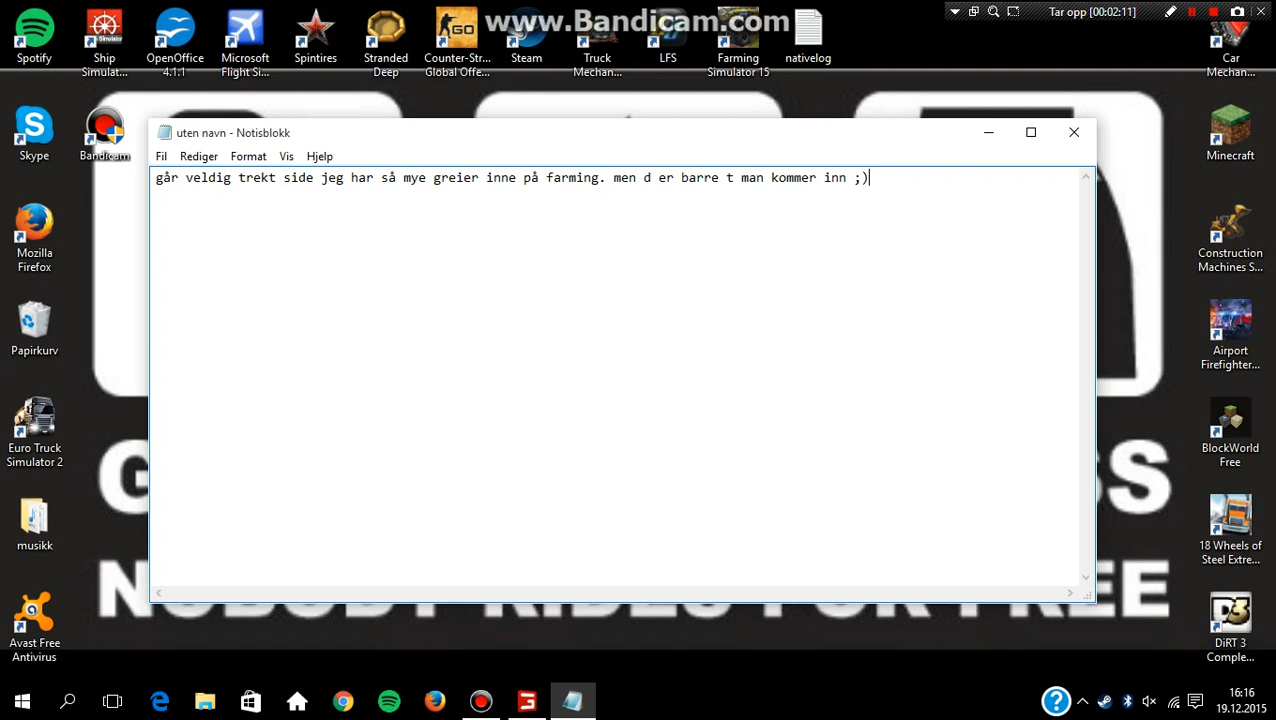 www.Bandicam.com
Tar opp [00:02:11]
Spotify
Ship
Simulat...
OpenOffice
4.1.1
Microsoft
Flight Si...
Spintires
Stranded
Deep
Counter-Str...
Global Offe...
Steam
Truck
Mechan...
LFS
Farming
Simulator 15
nativelog
Car
Mechan...
Skype
Bandicam
Minecraft
uten navn - Notisblokk
Fil Rediger Format Vis Hjelp
går veldig trekt side jeg har så mye greier inne på farming. men d er barre t man kommer inn ;)
Mozilla
Firefox
Construction
Machines S...
Papirkurv
Airport
Firefighter...
Euro Truck
Simulator 2
BlockWorld
Free
musikk
18 Wheels of
Steel Extre...
NOBODY RIDES FOR FREE
Avast Free
Antivirus
DiRT 3
Comple...
16:16
19.12.2015